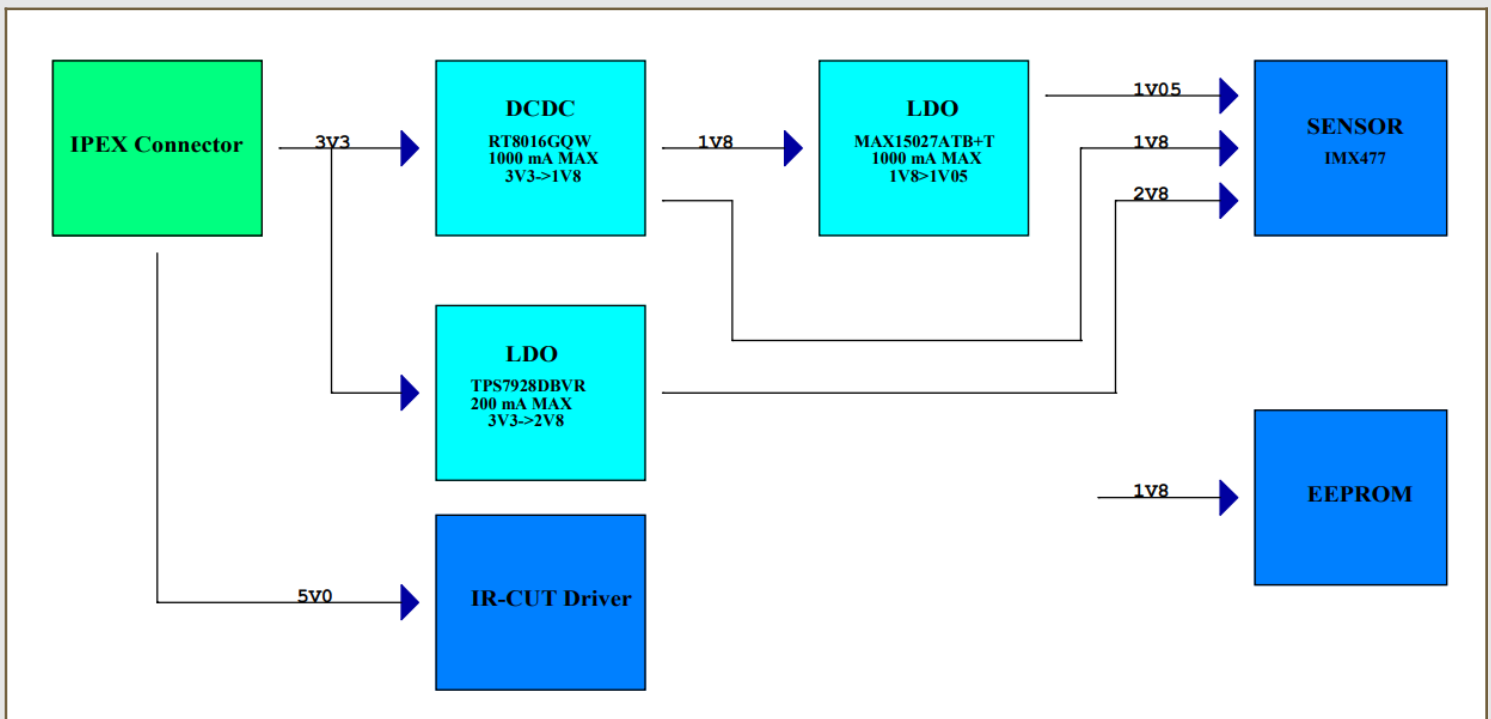 IPEX Connector
3V3
DCDC
RT8016GQW
1000 mA MAX
3V3->1V8
1V8
LDO
MAX15027ATB+T
1000 mA MAX
1V8>1V05
1V05
1V8
2V8
SENSOR
IMX477
LDO
TPS7928DBVR
200 mA MAX
3V3->2V8
1V8
EEPROM
5V0
IR-CUT Driver